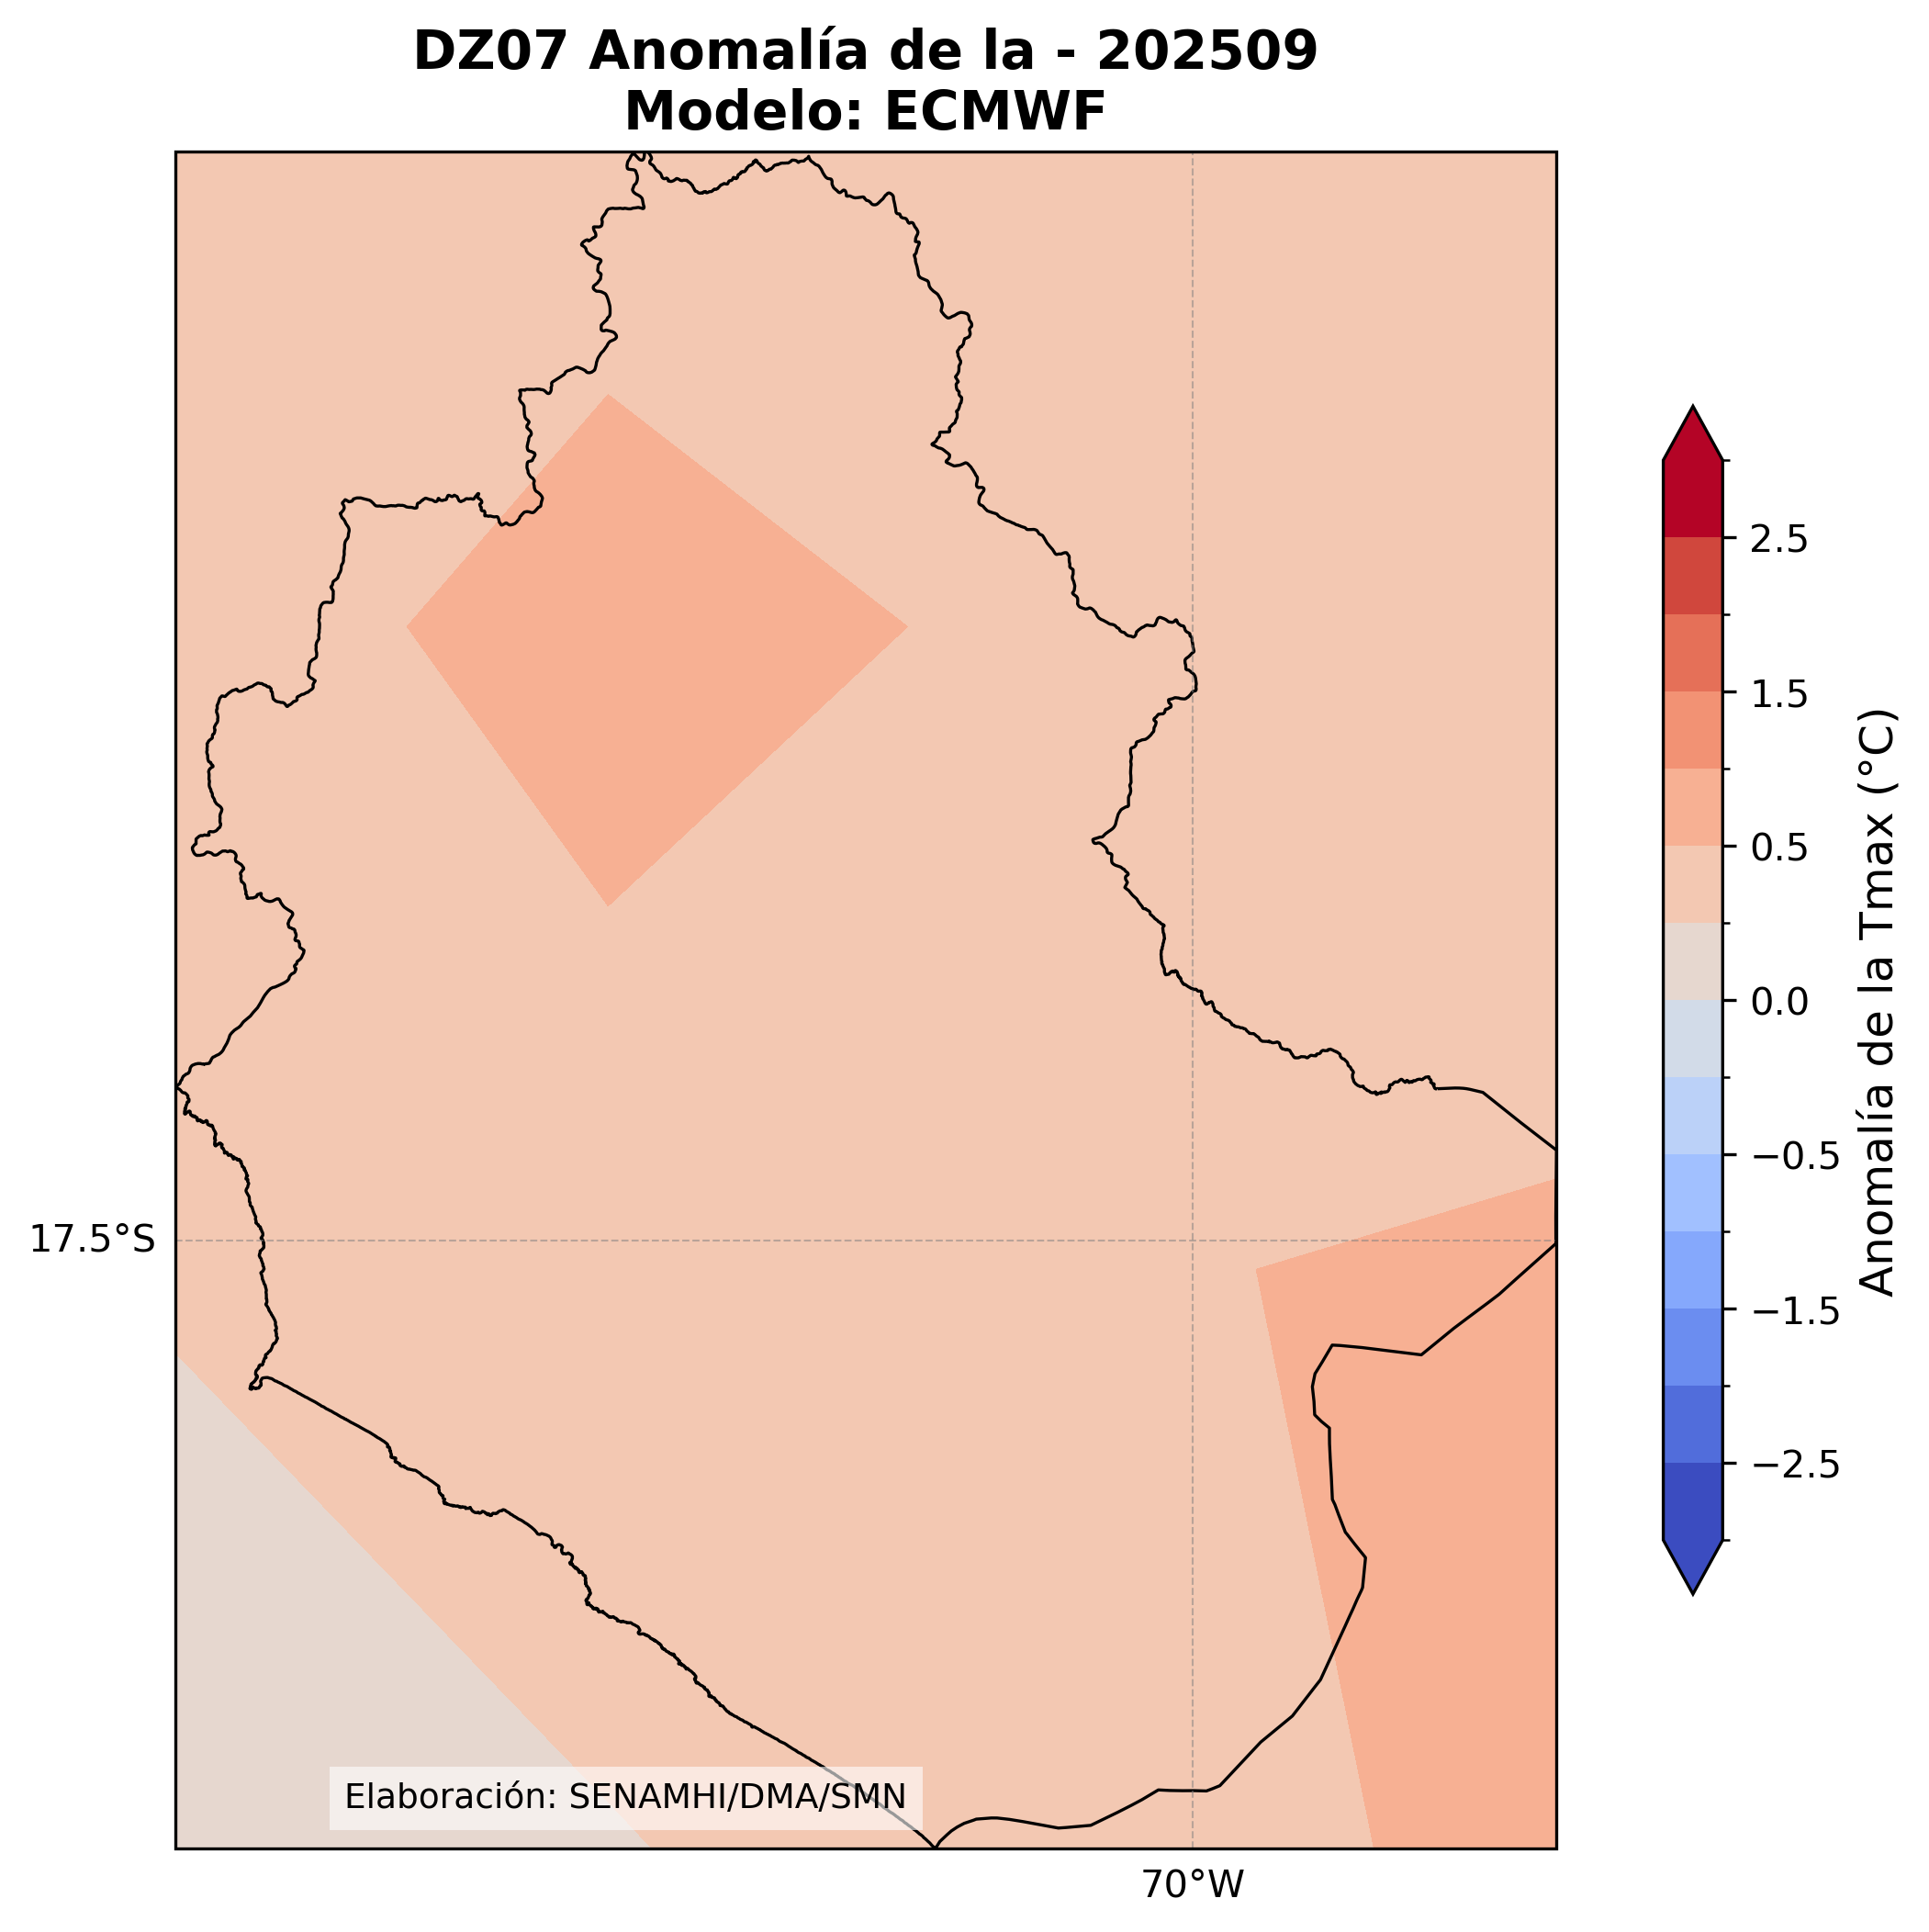 DZ07 Anomalía de la - 202509
Modelo: ECMWF
2.5
1.5
0.5
0.0
−0.5
−1.5
−2.5
Anomalía de la Tmax (°C)
17.5°S
Elaboración: SENAMHI/DMA/SMN
70°W